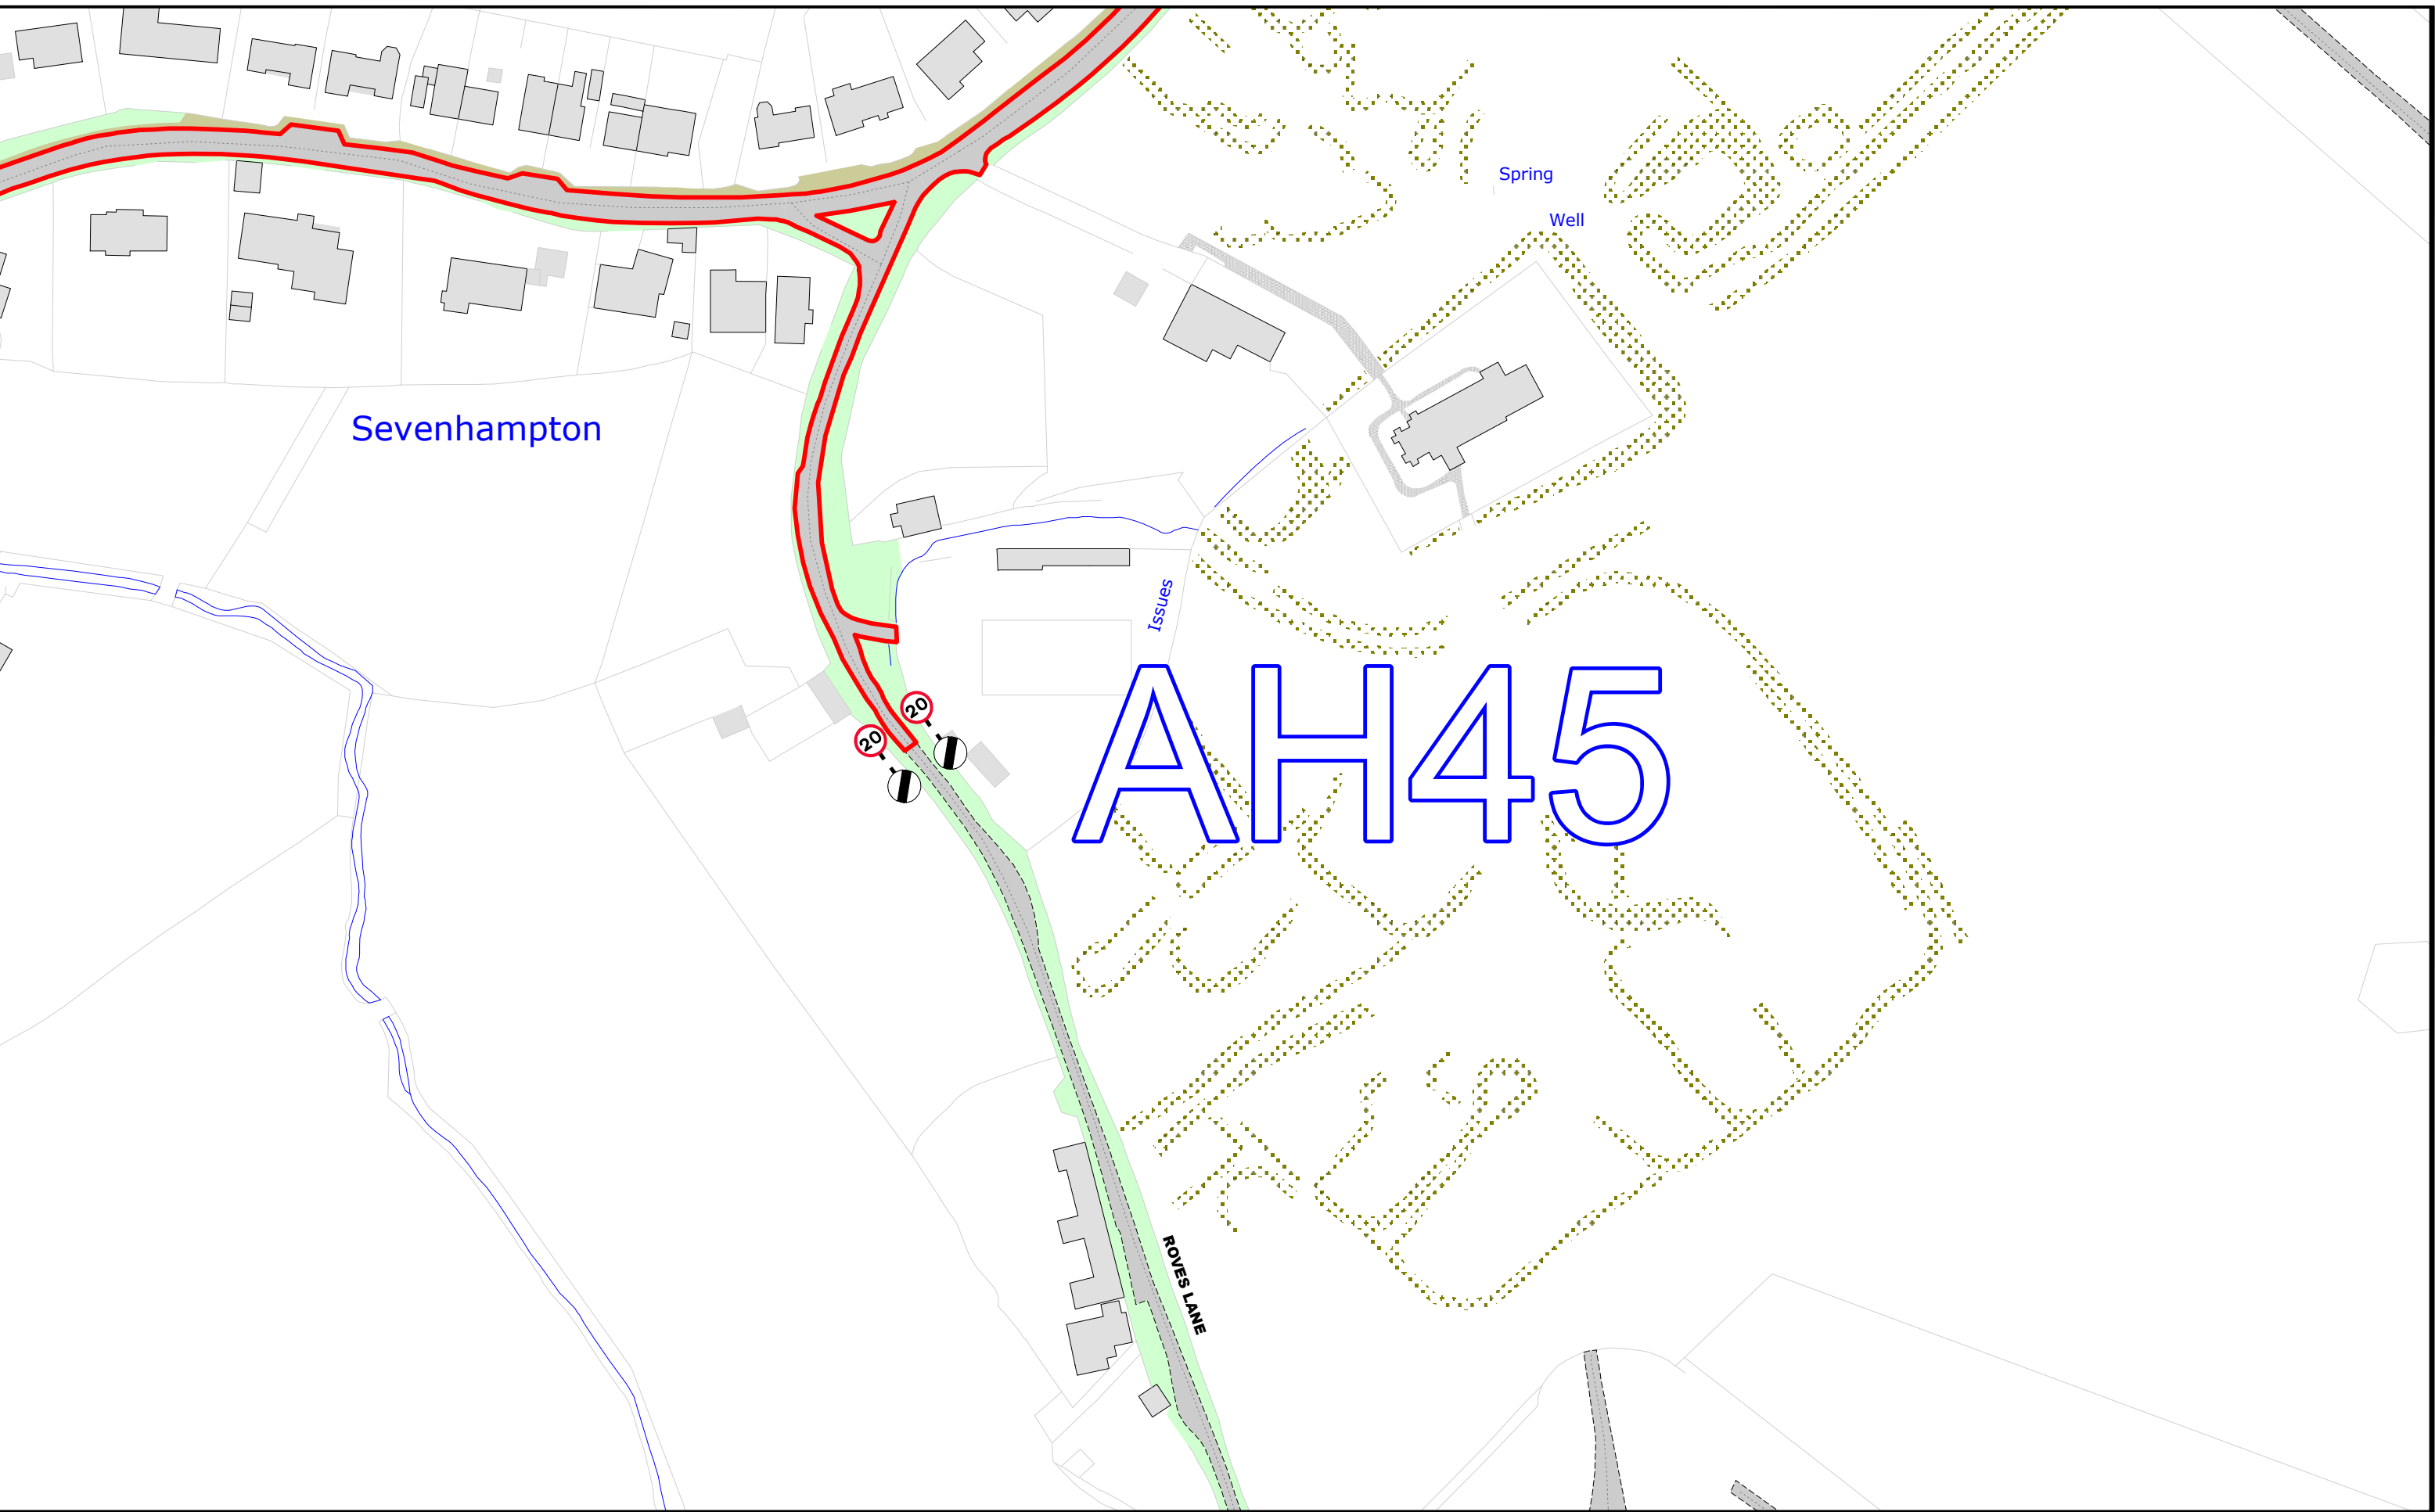 Spring
Well
Sevenhampton
Issues
AH45
20
20
ROVES LANE